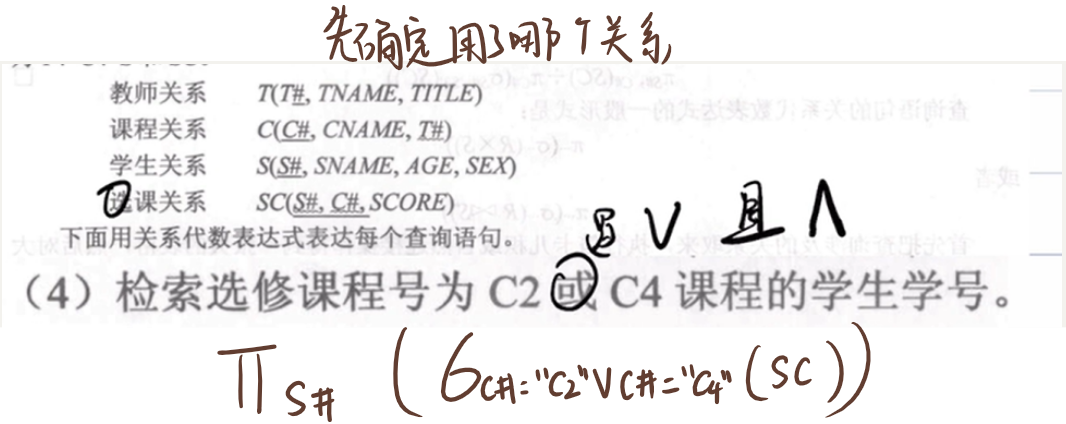 先确定用了哪个关系
教师关系 T(T#, TNAME, TITLE)
课程关系 C(C#, CNAME, T#)
学生关系 S(S#, SNAME, AGE, SEX)
选课关系 SC(S#, C#, SCORE)
下面用关系代数表达式表达每个查询语句。
∨ 且 ∧
(4) 检索选修课程号为 C2 或 C4 课程的学生学号。
π S# (σ C#="C2"∨C#="C4" (SC))